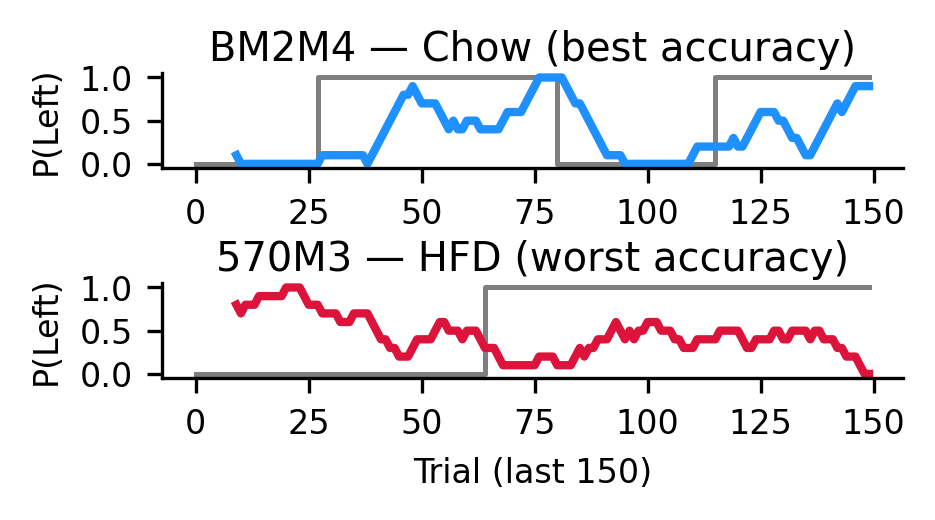 BM2M4 — Chow (best accuracy)
P(Left)
1.0
0.5
0.0
0 25 50 75 100 125 150
570M3 — HFD (worst accuracy)
P(Left)
1.0
0.5
0.0
0 25 50 75 100 125 150
Trial (last 150)